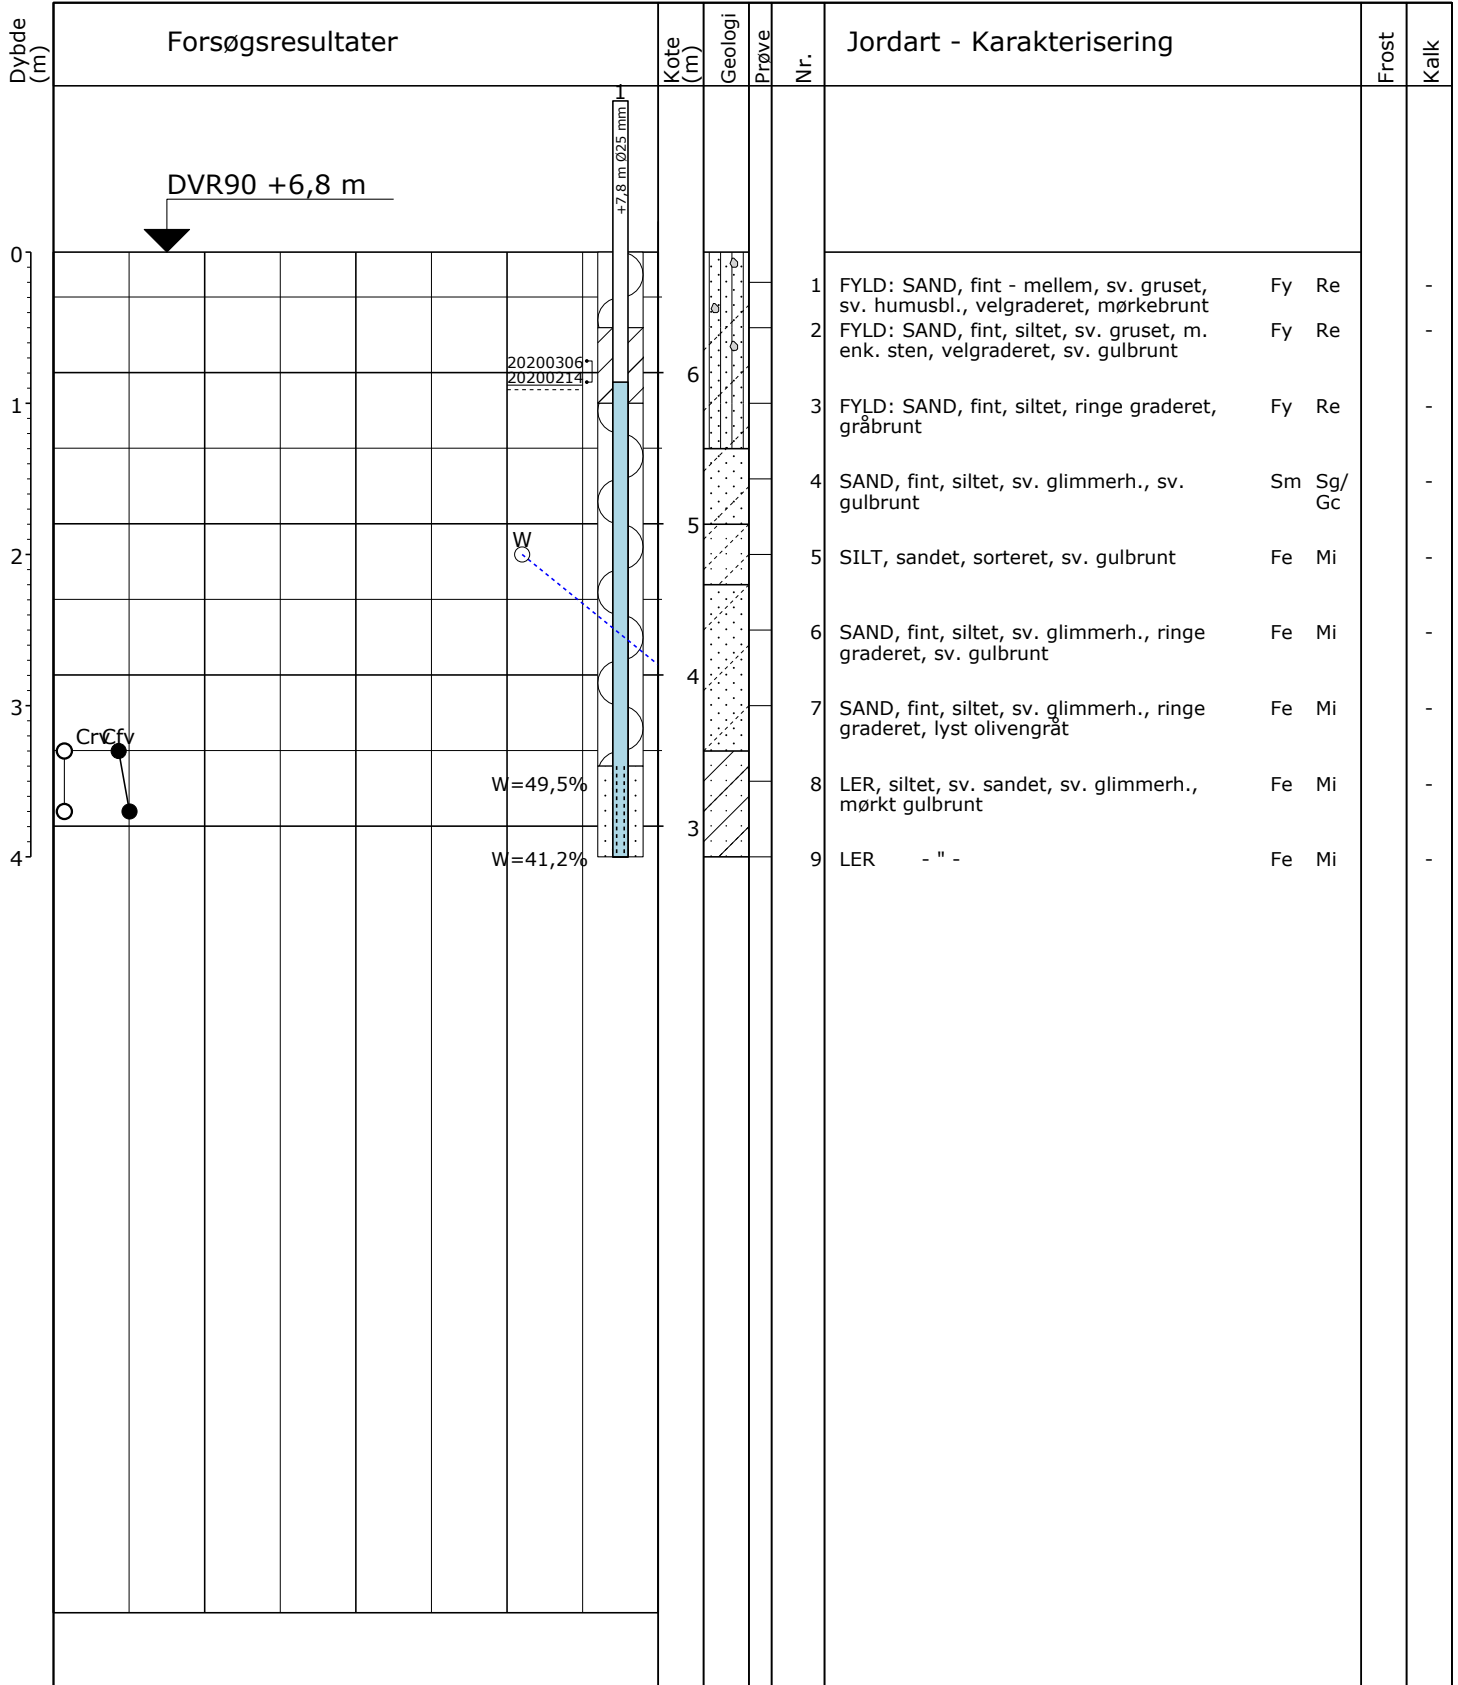 Dybde
(m)
Forsøgsresultater
Kote
(m)
Geologi
Prøve
Nr.
Jordart - Karakterisering
Frost
Kalk
1
+7,8 m Ø25 mm
DVR90 +6,8 m
0
1 FYLD: SAND, fint - mellem, sv. gruset, Fy Re -
sv. humusbl., velgraderet, mørkebrunt
2 FYLD: SAND, fint, siltet, sv. gruset, m. Fy Re -
enk. sten, velgraderet, sv. gulbrunt
20200306
20200214
6
1
3 FYLD: SAND, fint, siltet, ringe graderet, Fy Re -
gråbrunt
4 SAND, fint, siltet, sv. glimmerh., sv. Sm Sg/ -
gulbrunt Gc
5
W
2
5 SILT, sandet, sorteret, sv. gulbrunt Fe Mi -
6 SAND, fint, siltet, sv. glimmerh., ringe Fe Mi -
graderet, sv. gulbrunt
4
3
7 SAND, fint, siltet, sv. glimmerh., ringe Fe Mi -
graderet, lyst olivengråt
Crv Cfv
W=49,5%
8 LER, siltet, sv. sandet, sv. glimmerh., Fe Mi -
mørkt gulbrunt
3
4
W=41,2%
9 LER - " - Fe Mi -